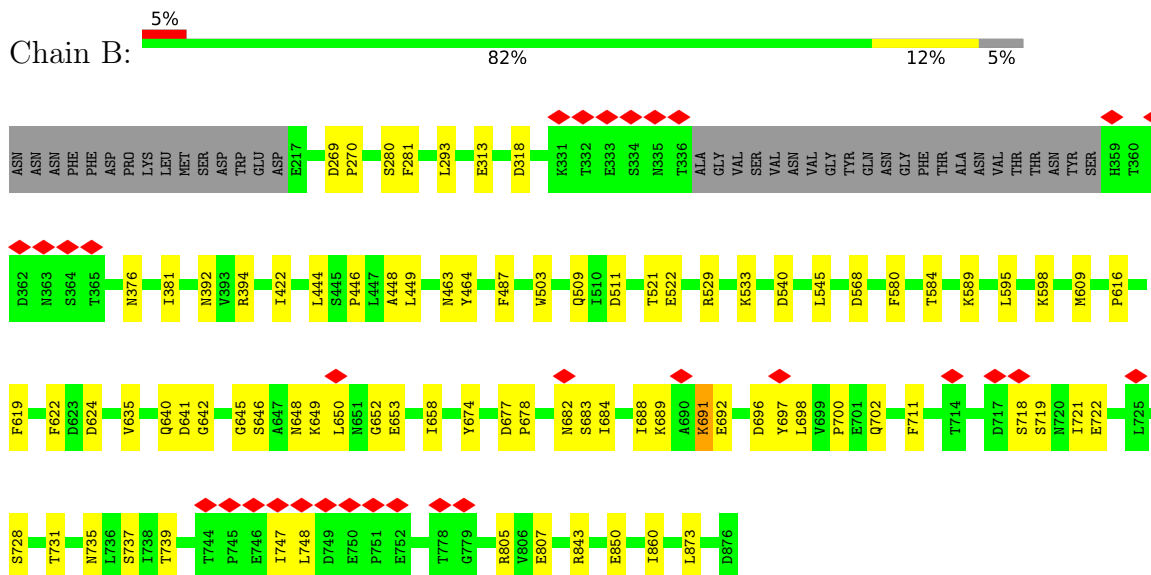 5%
Chain B:
82% 12% 5%
ASN ASN ASN PHE PHE ASP PRO LYS LEU MET SER ASP TRP GLU ASP E217 D269 P270 S280 F281 L293 E313 D318 K331 T332 E333 S334 N335 T336 ALA GLY VAL SER VAL ASN VAL GLY TYR GLN ASN GLY PHE THR ALA ASN VAL THR THR ASN TYR SER H359 T360
D362 N363 S364 T365 N376 I381 N392 V393 R394 I422 L444 S445 P446 L447 A448 L449 N463 Y464 F487 W503 Q509 I510 D511 T521 E522 R529 K533 D540 L545 D568 F580 T584 K589 L595 K598 M609 P616
F619 F622 D623 D624 V635 Q640 D641 G642 G645 S646 A647 N648 K649 L650 N651 G652 E653 I658 Y674 D677 P678 N682 S683 I684 I688 K689 A690 K691 E692 D696 Y697 L698 V699 P700 E701 Q702 F711 T714 D717 S718 S719 N720 I721 E722 L725
S728 T731 N735 L736 S737 I738 T739 T744 P745 E746 I747 L748 D749 E750 P751 E752 T778 G779 R805 V806 E807 R843 E850 I860 L873 D876